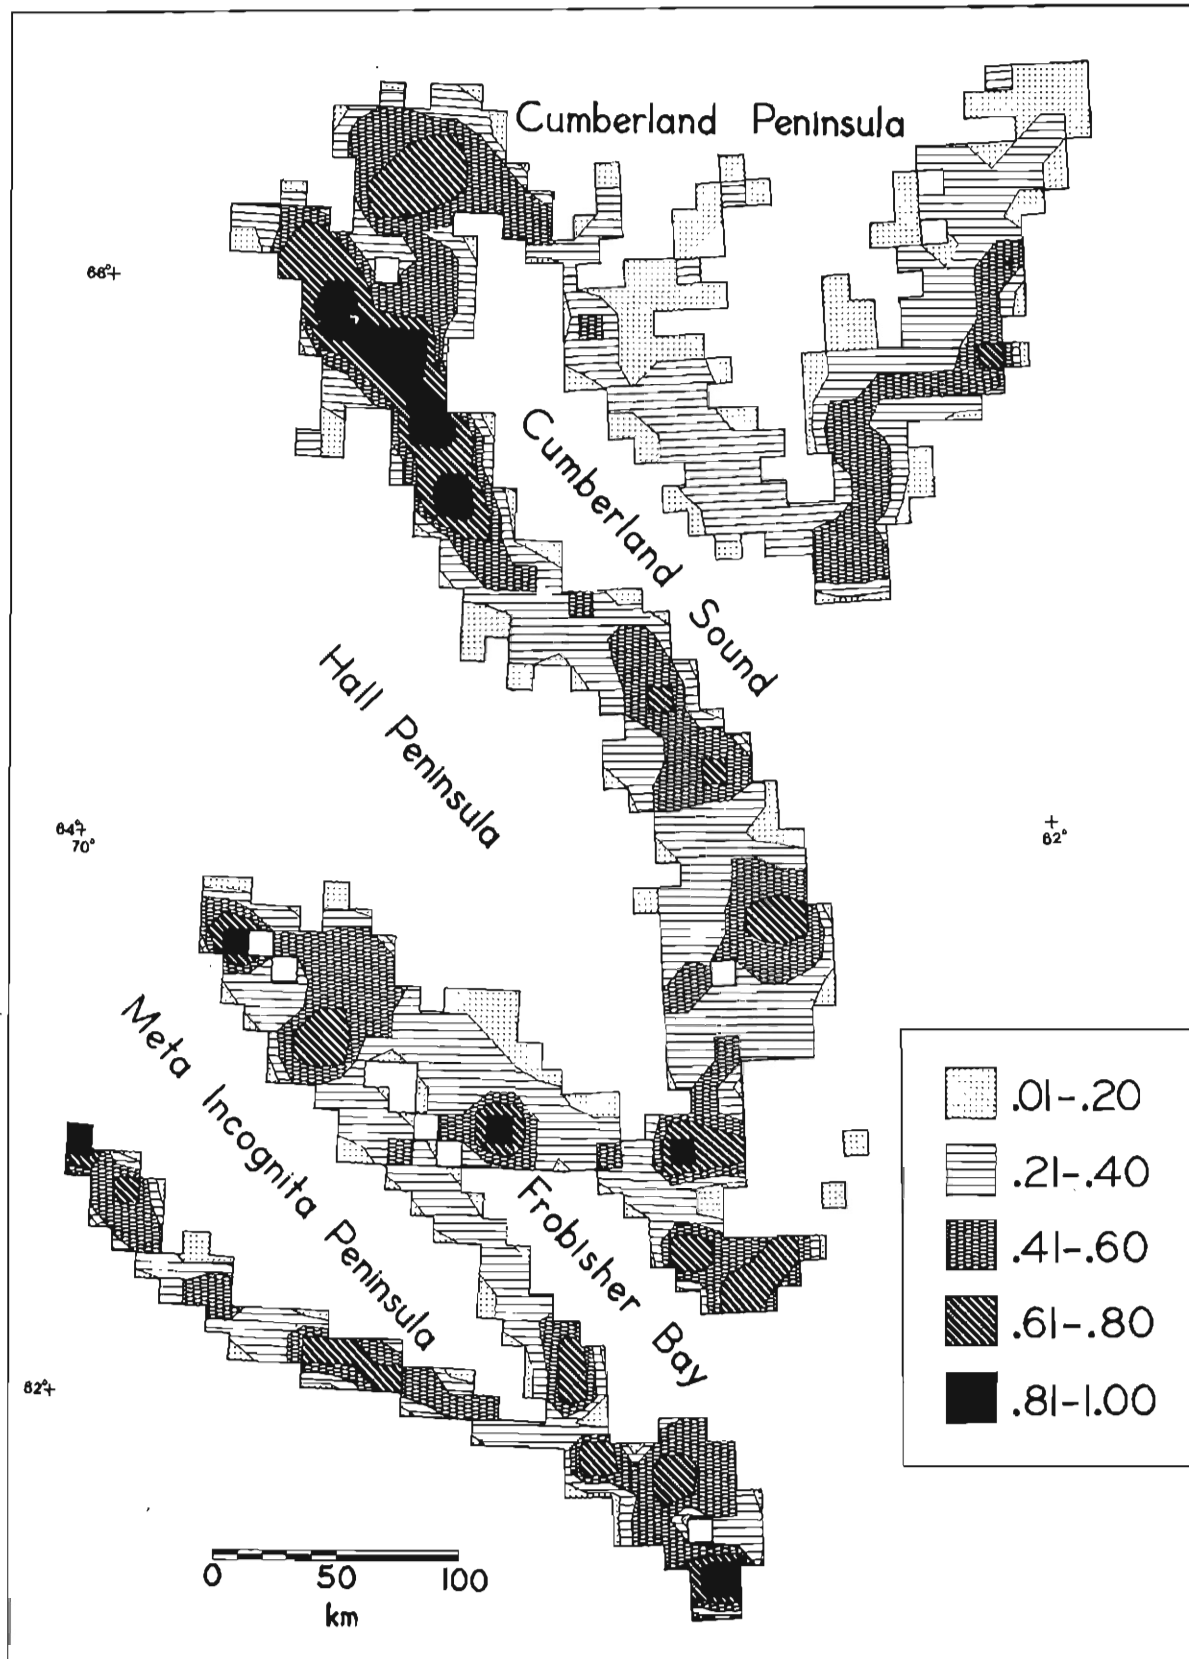 Cumberland Peninsula
66°+
Cumberland Sound
Hall Peninsula
64°+
70°
+
62°
Meta Incognita Peninsula
Frobisher Bay
62°+
.01-.20
.21-.40
.41-.60
.61-.80
.81-1.00
0 50 100
km